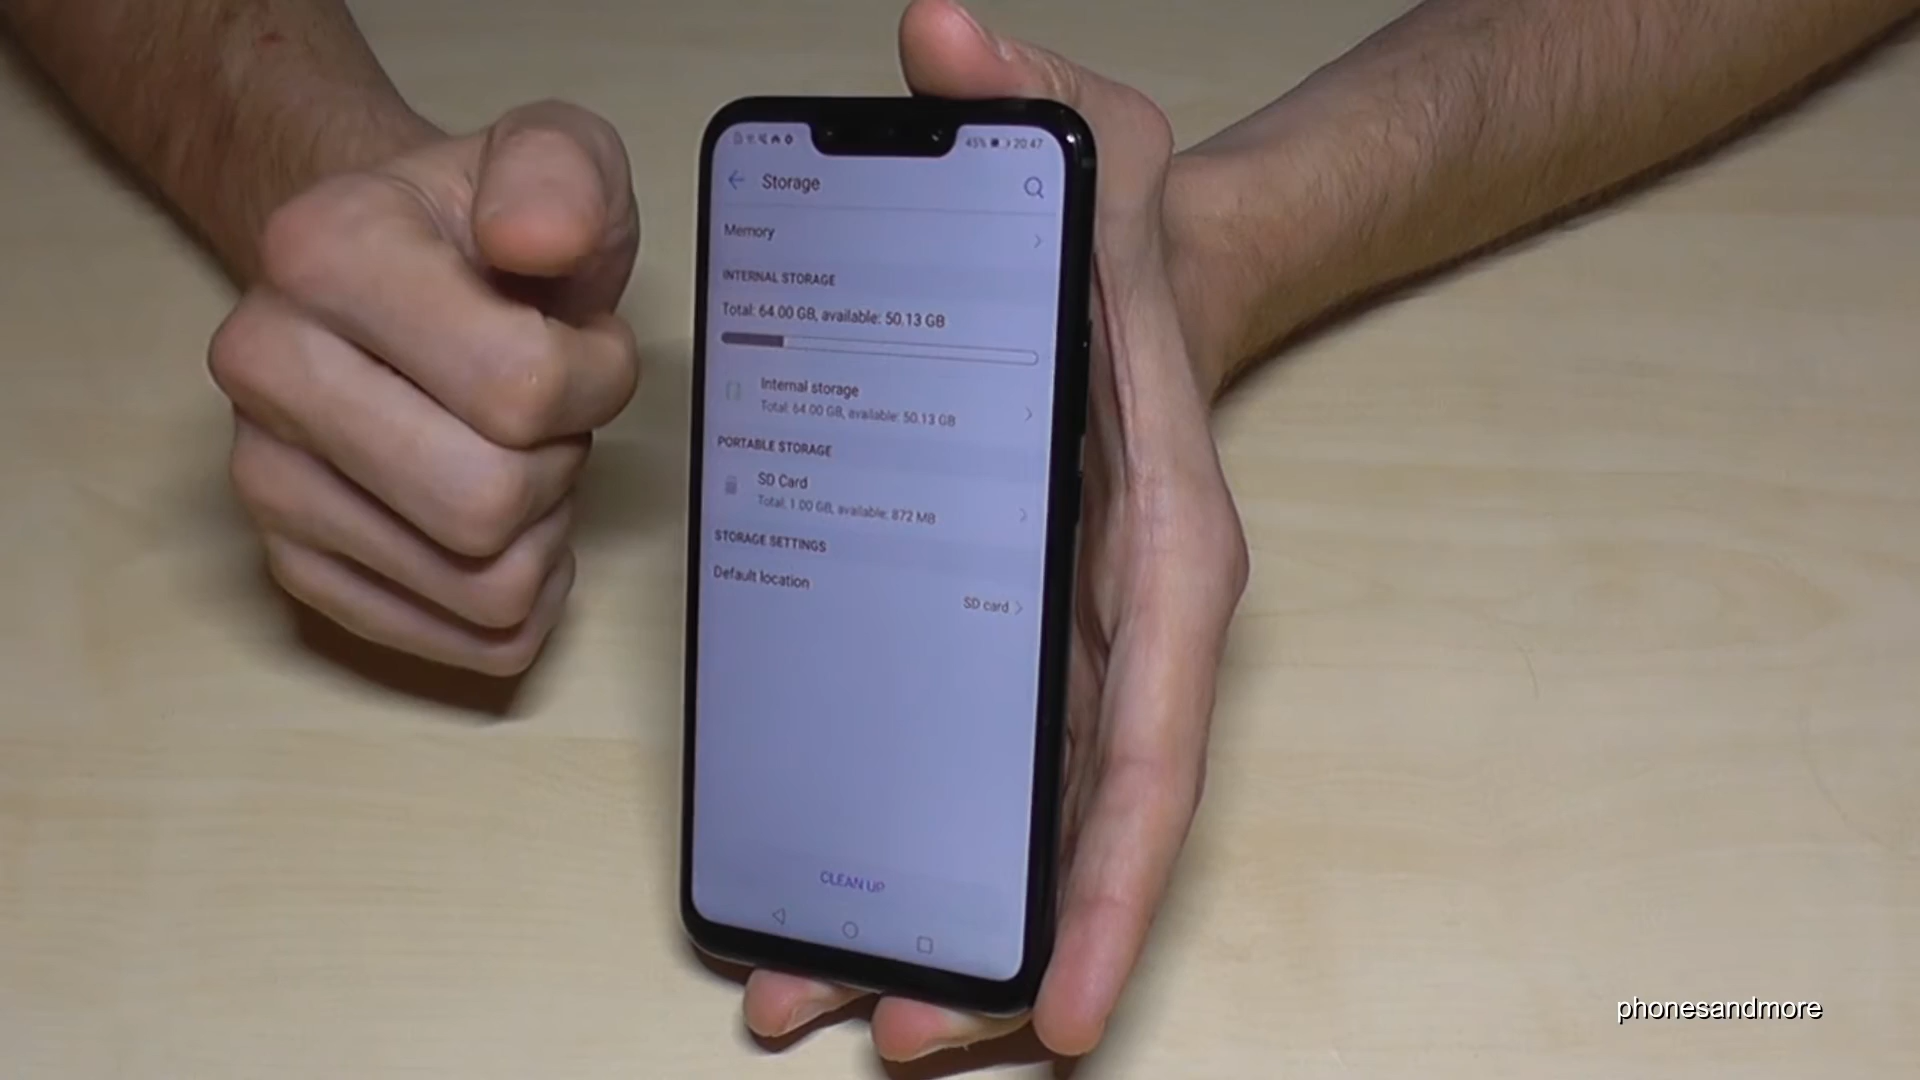 45% 20:47
Storage
Memory
INTERNAL STORAGE
Total: 64.00 GB, available: 50.13 GB
Internal storage
Total: 64.00 GB, available: 50.13 GB
PORTABLE STORAGE
SD Card
Total: 1.00 GB, available: 872 MB
STORAGE SETTINGS
Default location
SD card
CLEAN UP
phonesandmore